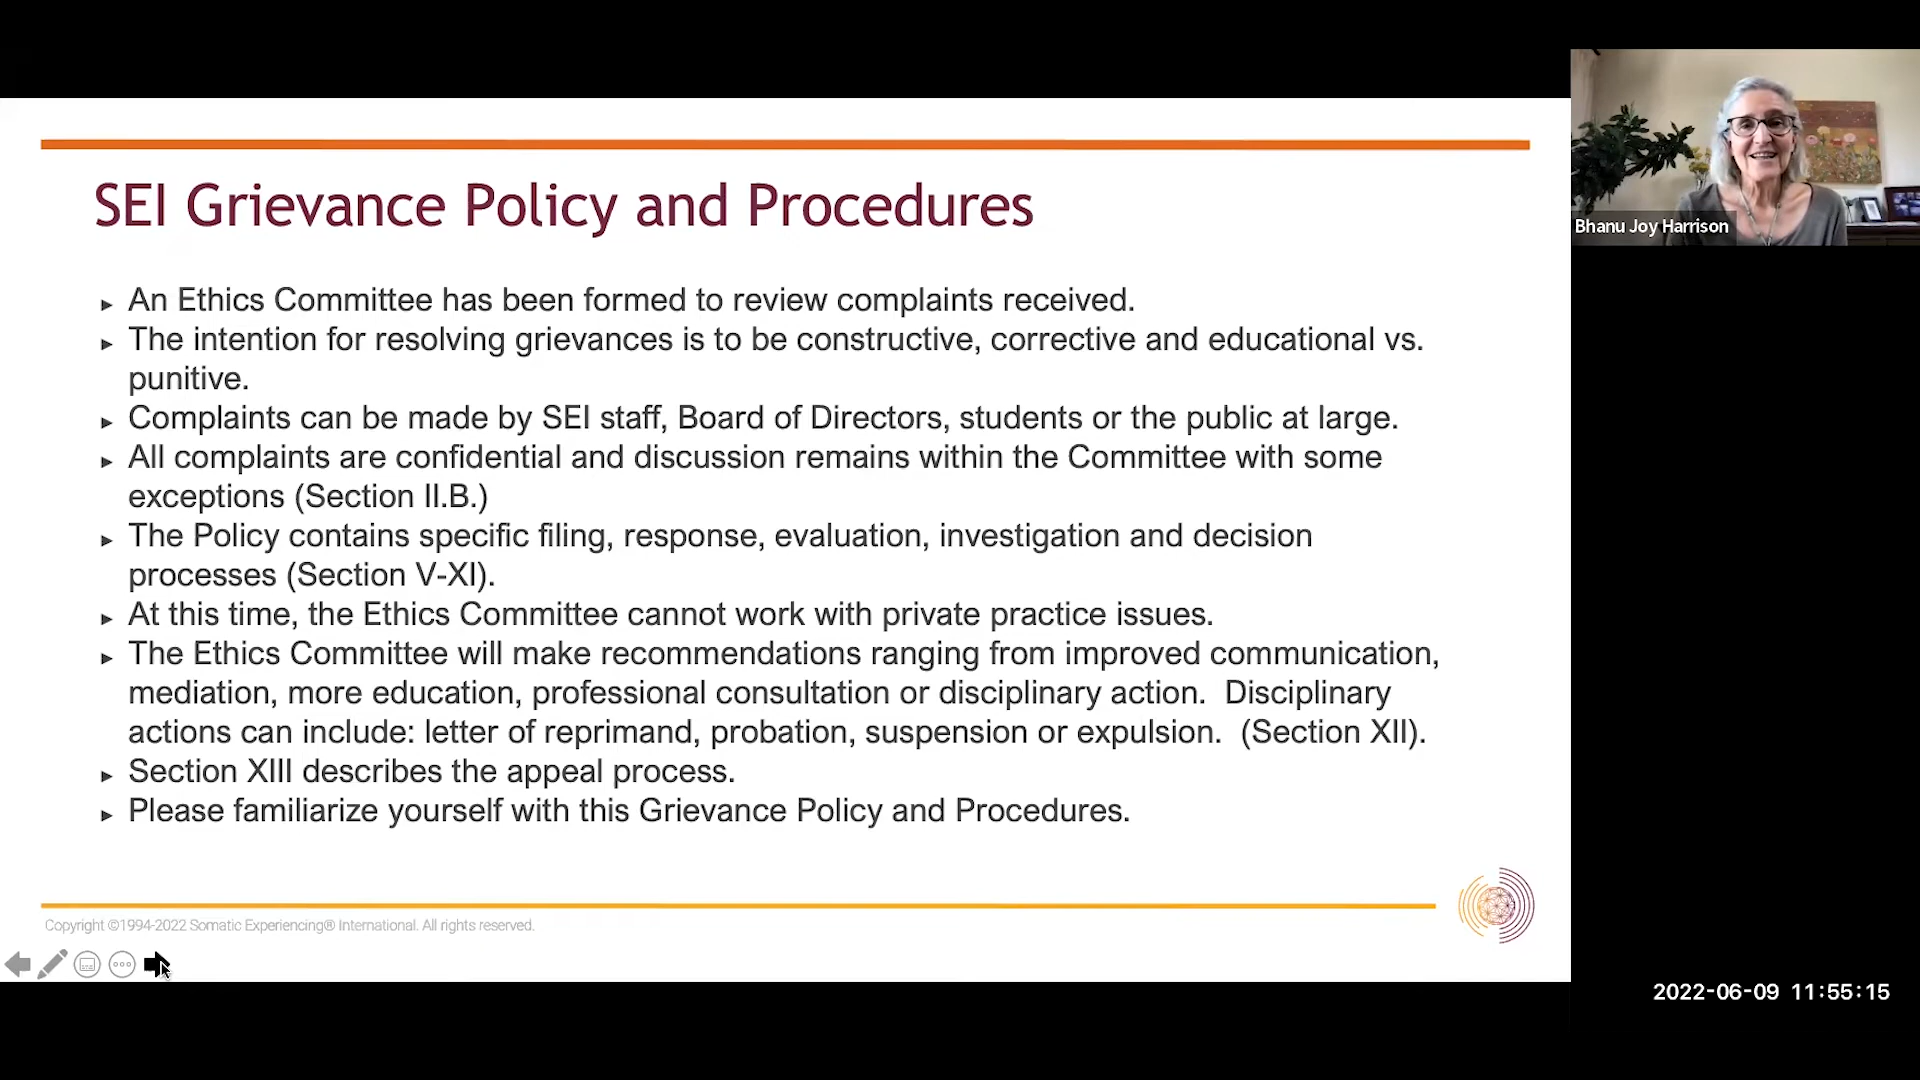 SEI Grievance Policy and Procedures
▸ An Ethics Committee has been formed to review complaints received.
▸ The intention for resolving grievances is to be constructive, corrective and educational vs.
punitive.
▸ Complaints can be made by SEI staff, Board of Directors, students or the public at large.
▸ All complaints are confidential and discussion remains within the Committee with some
exceptions (Section II.B.)
▸ The Policy contains specific filing, response, evaluation, investigation and decision
processes (Section V-XI).
▸ At this time, the Ethics Committee cannot work with private practice issues.
▸ The Ethics Committee will make recommendations ranging from improved communication,
mediation, more education, professional consultation or disciplinary action.  Disciplinary
actions can include: letter of reprimand, probation, suspension or expulsion.  (Section XII).
▸ Section XIII describes the appeal process.
▸ Please familiarize yourself with this Grievance Policy and Procedures.
Copyright ©1994-2022 Somatic Experiencing® International. All rights reserved.
Bhanu Joy Harrison
2022-06-09 11:55:15